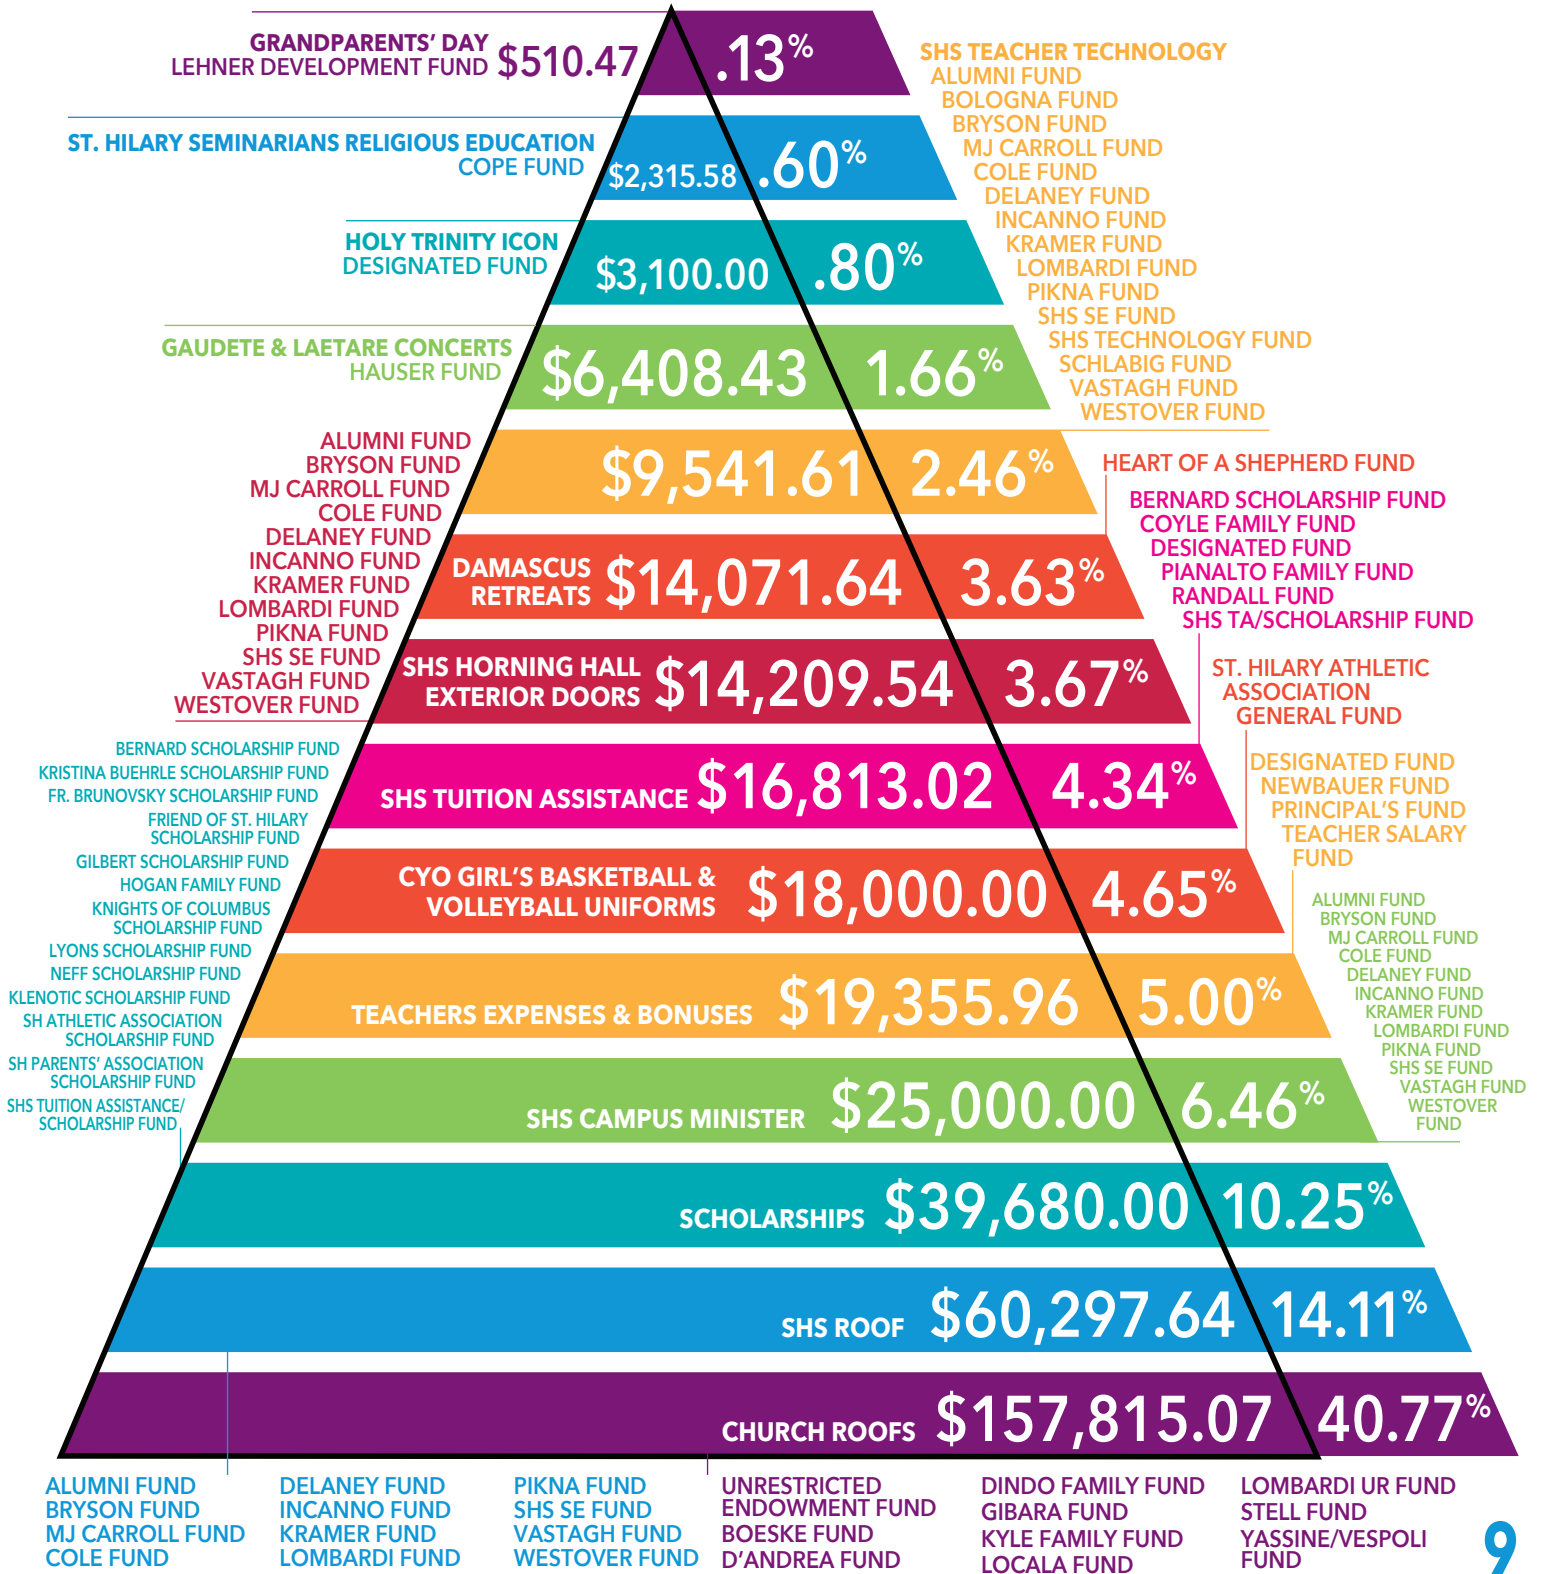 GRANDPARENTS’ DAY
LEHNER DEVELOPMENT FUND
$510.47
.13%
ST. HILARY SEMINARIANS RELIGIOUS EDUCATION
COPE FUND
$2,315.58
.60%
HOLY TRINITY ICON
DESIGNATED FUND
$3,100.00
.80%
GAUDETE & LAETARE CONCERTS
HAUSER FUND
$6,408.43
1.66%
SHS TEACHER TECHNOLOGY
ALUMNI FUND
BOLOGNA FUND
BRYSON FUND
MJ CARROLL FUND
COLE FUND
DELANEY FUND
INCANNO FUND
KRAMER FUND
LOMBARDI FUND
PIKNA FUND
SHS SE FUND
SHS TECHNOLOGY FUND
SCHLABIG FUND
VASTAGH FUND
WESTOVER FUND
$9,541.61
2.46%
HEART OF A SHEPHERD FUND
DAMASCUS
RETREATS
$14,071.64
3.63%
ALUMNI FUND
BRYSON FUND
MJ CARROLL FUND
COLE FUND
DELANEY FUND
INCANNO FUND
KRAMER FUND
LOMBARDI FUND
PIKNA FUND
SHS SE FUND
VASTAGH FUND
WESTOVER FUND
SHS HORNING HALL
EXTERIOR DOORS
$14,209.54
3.67%
BERNARD SCHOLARSHIP FUND
COYLE FAMILY FUND
DESIGNATED FUND
PIANALTO FAMILY FUND
RANDALL FUND
SHS TA/SCHOLARSHIP FUND
SHS TUITION ASSISTANCE
$16,813.02
4.34%
ST. HILARY ATHLETIC
ASSOCIATION
GENERAL FUND
CYO GIRL’S BASKETBALL &
VOLLEYBALL UNIFORMS
$18,000.00
4.65%
DESIGNATED FUND
NEWBAUER FUND
PRINCIPAL’S FUND
TEACHER SALARY
FUND
TEACHERS EXPENSES & BONUSES
$19,355.96
5.00%
ALUMNI FUND
BRYSON FUND
MJ CARROLL FUND
COLE FUND
DELANEY FUND
INCANNO FUND
KRAMER FUND
LOMBARDI FUND
PIKNA FUND
SHS SE FUND
VASTAGH FUND
WESTOVER
FUND
SHS CAMPUS MINISTER
$25,000.00
6.46%
BERNARD SCHOLARSHIP FUND
KRISTINA BUEHRLE SCHOLARSHIP FUND
FR. BRUNOVSKY SCHOLARSHIP FUND
FRIEND OF ST. HILARY
SCHOLARSHIP FUND
GILBERT SCHOLARSHIP FUND
HOGAN FAMILY FUND
KNIGHTS OF COLUMBUS
SCHOLARSHIP FUND
LYONS SCHOLARSHIP FUND
NEFF SCHOLARSHIP FUND
KLENOTIC SCHOLARSHIP FUND
SH ATHLETIC ASSOCIATION
SCHOLARSHIP FUND
SH PARENTS’ ASSOCIATION
SCHOLARSHIP FUND
SHS TUITION ASSISTANCE/
SCHOLARSHIP FUND
SCHOLARSHIPS
$39,680.00
10.25%
SHS ROOF
$60,297.64
14.11%
CHURCH ROOFS
$157,815.07
40.77%
ALUMNI FUND
BRYSON FUND
MJ CARROLL FUND
COLE FUND
DELANEY FUND
INCANNO FUND
KRAMER FUND
LOMBARDI FUND
PIKNA FUND
SHS SE FUND
VASTAGH FUND
WESTOVER FUND
UNRESTRICTED
ENDOWMENT FUND
BOESKE FUND
D’ANDREA FUND
DINDO FAMILY FUND
GIBARA FUND
KYLE FAMILY FUND
LOCALA FUND
LOMBARDI UR FUND
STELL FUND
YASSINE/VESPOLI
FUND
9